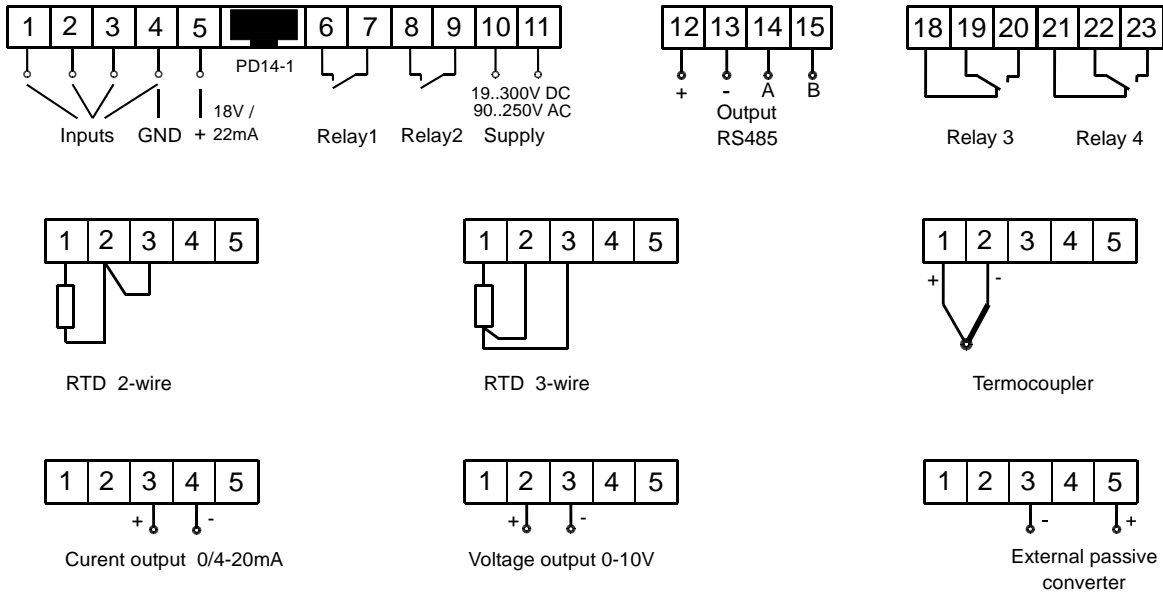 1 2 3 4 5 6 7 8 9 10 11
PD14-1
Inputs GND + 18V / 22mA
Relay1 Relay2
19..300V DC
90..250V AC
Supply
12 13 14 15
+ - A B
Output
RS485
18 19 20 21 22 23
Relay 3 Relay 4
1 2 3 4 5
RTD 2-wire
1 2 3 4 5
RTD 3-wire
1 2 3 4 5
+ -
Termocoupler
1 2 3 4 5
+ -
Curent output 0/4-20mA
1 2 3 4 5
+ -
Voltage output 0-10V
1 2 3 4 5
- +
External passive
converter